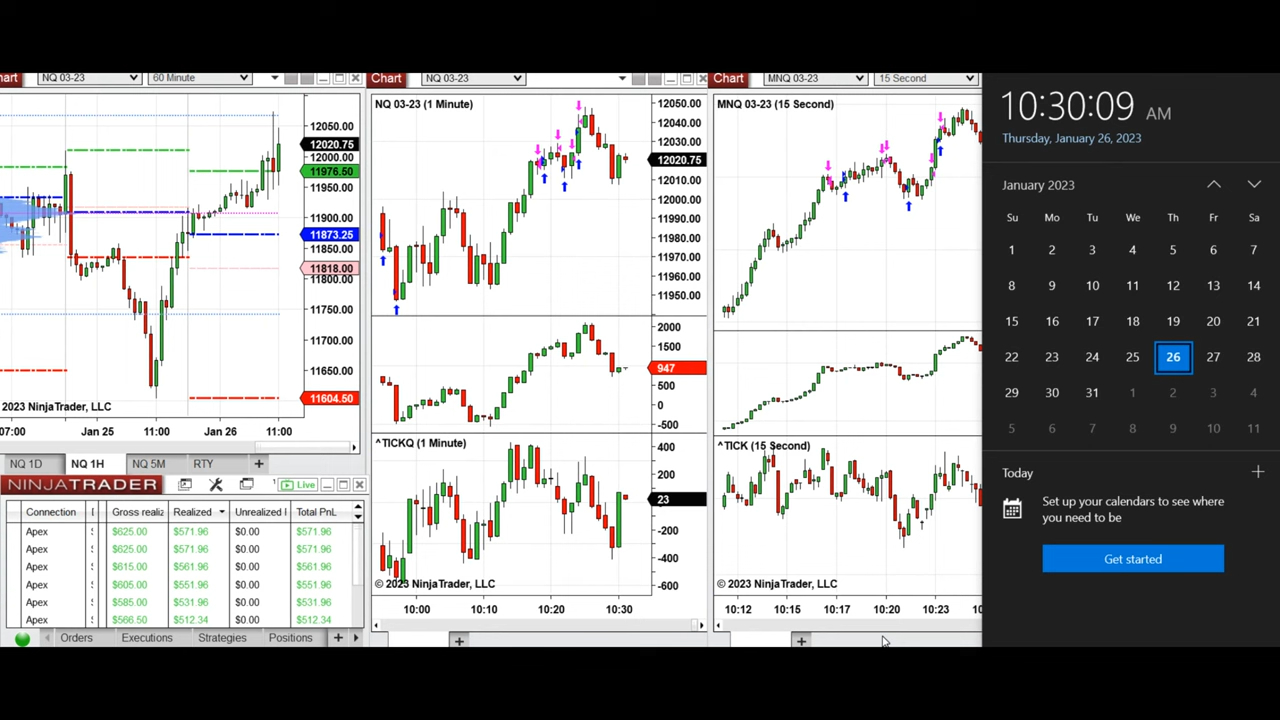 Chart
NQ 03-23
60 Minute
12050.00
12020.75
12000.00
11976.50
11950.00
11900.00
11873.25
11850.00
11818.00
11800.00
11750.00
11700.00
11650.00
11604.50
2023 NinjaTrader, LLC
07:00
Jan 25
11:00
Jan 26
11:00
NQ 1D
NQ 1H
NQ 5M
RTY
+
NINJATRADER
Live
Connection
Gross realiz
Realized
Unrealized
Total PnL
Apex $625.00 $571.96 $0.00 $571.96
Apex $625.00 $571.96 $0.00 $571.96
Apex $615.00 $561.96 $0.00 $561.96
Apex $605.00 $551.96 $0.00 $551.96
Apex $585.00 $531.96 $0.00 $531.96
Apex $566.50 $512.34 $0.00 $512.34
Orders
Executions
Strategies
Positions
+
Chart
NQ 03-23
NQ 03-23 (1 Minute)
12050.00
12040.00
12030.00
12020.75
12010.00
12000.00
11990.00
11980.00
11970.00
11960.00
11950.00
2000
1500
947
500
0
-500
^TICKQ (1 Minute)
400
200
23
-200
-400
-600
© 2023 NinjaTrader, LLC
10:00
10:10
10:20
10:30
+
Chart
MNQ 03-23
15 Second
MNQ 03-23 (15 Second)
^TICK (15 Second)
© 2023 NinjaTrader, LLC
10:12
10:15
10:17
10:20
10:23
+
10:30:09 AM
Thursday, January 26, 2023
January 2023
Su Mo Tu We Th Fr Sa
1 2 3 4 5 6 7
8 9 10 11 12 13 14
15 16 17 18 19 20 21
22 23 24 25 26 27 28
29 30 31 1 2 3 4
5 6 7 8 9 10 11
Today
+
Set up your calendars to see where
you need to be
Get started